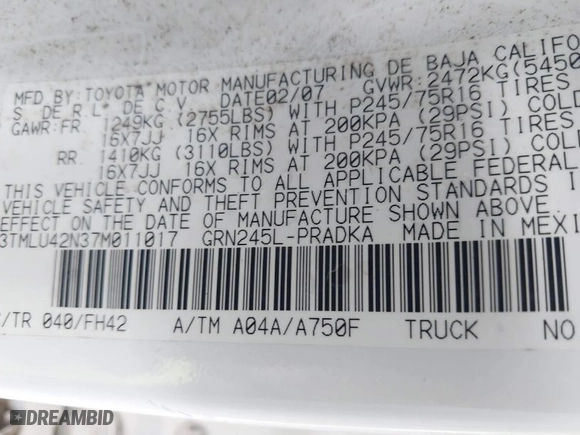 MFD.BY:TOYOTA MOTOR MANUFACTURING DE BAJA CALIFO
S DE R L DE C V. DATE02/07 GVWR:2472KG(5450
GAWR:FR. 1249KG (2755LBS) WITH P245/75R16 TIRES
16X7JJ 16X RIMS AT 200KPA (29PSI) COLD
RR. 1410KG (3110LBS) WITH P245/75R16 TIRES
16X7JJ 16X RIMS AT 200KPA (29PSI) COL
THIS VEHICLE CONFORMS TO ALL APPLICABLE FEDERAL
VEHICLE SAFETY AND THEFT PREVENTION STANDARDS I
EFFECT ON THE DATE OF MANUFACTURE SHOWN ABOVE
3TMLU42N37M011017 GRN245L-PRADKA MADE IN MEXI
/TR 040/FH42 A/TM A04A/A750F TRUCK NO
DREAMBID